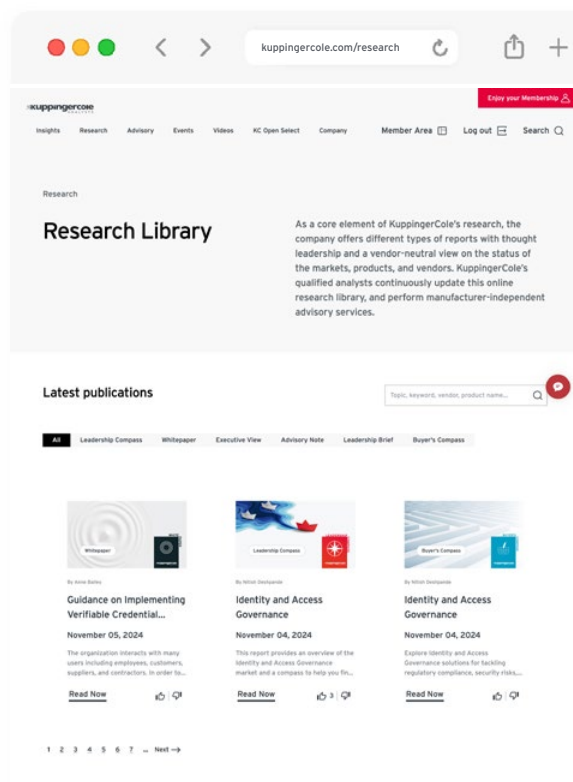 kuppingercole.com/research
Enjoy your Membership
kuppingercole
ANALYSTS
Insights Research Advisory Events Videos KC Open Select Company Member Area Log out Search
Research
Research Library
As a core element of KuppingerCole's research, the
company offers different types of reports with thought
leadership and a vendor-neutral view on the status of
the markets, products, and vendors. KuppingerCole's
qualified analysts continuously update this online
research library, and perform manufacturer-independent
advisory services.
Latest publications
Topic, keyword, vendor, product name...
All Leadership Compass Whitepaper Executive View Advisory Note Leadership Brief Buyer's Compass
Whitepaper
Leadership Compass
Buyer's Compass
By Anne Bailey
Guidance on Implementing
Verifiable Credential...
November 05, 2024
The organization interacts with many
users including employees, customers,
suppliers, and contractors. In order to...
Read Now
By Nitish Deshpande
Identity and Access
Governance
November 04, 2024
This report provides an overview of the
Identity and Access Governance
market and a compass to help you fin...
Read Now 3
By Nitish Deshpande
Identity and Access
Governance
November 04, 2024
Explore Identity and Access
Governance solutions for tackling
regulatory compliance, security risks,...
Read Now
1 2 3 4 5 6 7 … Next